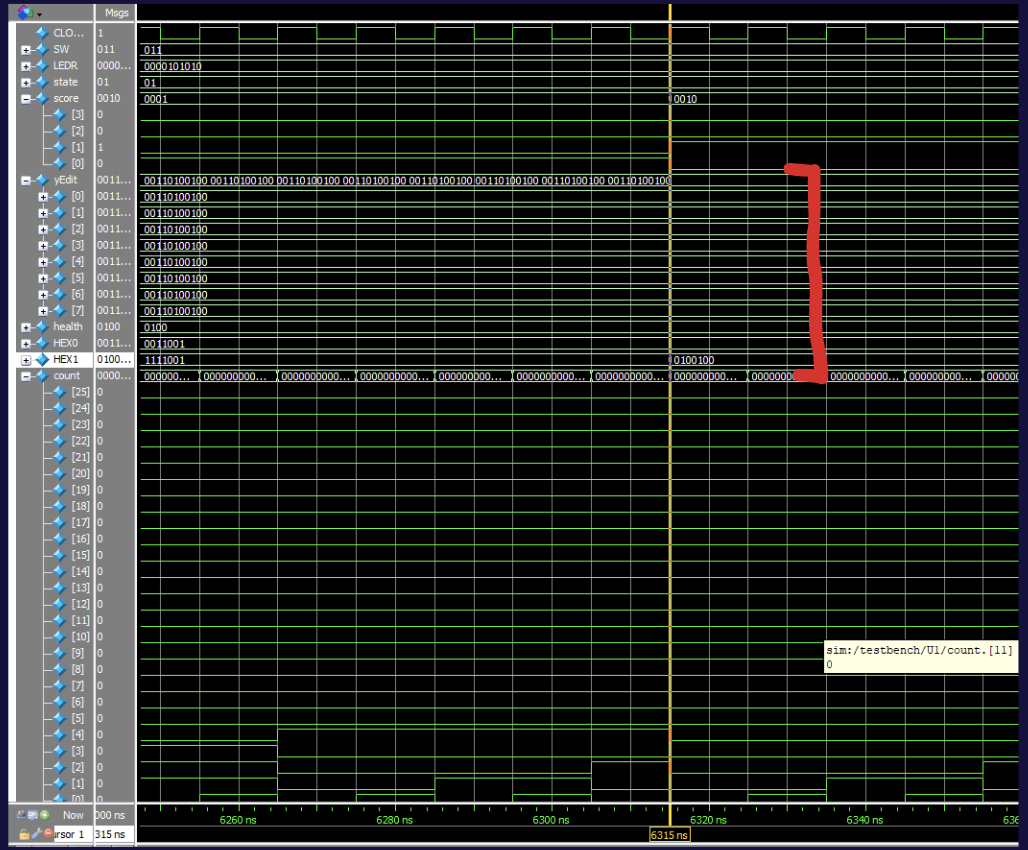 Msgs
CLO... 1
SW 011 011
LEDR 0000... 0000101010
state 01 01
score 0010 0001 0010
[3] 0
[2] 0
[1] 1
[0] 0
yEdit 0011... 00110100100 00110100100 00110100100 00110100100 00110100100 00110100100 00110100100 00110100100
[0] 0011... 00110100100
[1] 0011... 00110100100
[2] 0011... 00110100100
[3] 0011... 00110100100
[4] 0011... 00110100100
[5] 0011... 00110100100
[6] 0011... 00110100100
[7] 0011... 00110100100
health 0100 0100
HEX0 0011... 0011001
HEX1 0100... 1111001 0100100
count 0000... 000000... 000000000... 000000000... 000000000... 000000000... 000000000... 000000000... 000000000... 00000000 000000000... 000000000... 000000
[25] 0
[24] 0
[23] 0
[22] 0
[21] 0
[20] 0
[19] 0
[18] 0
[17] 0
[16] 0
[15] 0
[14] 0
[13] 0
[12] 0
[11] 0
[10] 0
[9] 0
[8] 0
[7] 0
[6] 0
sim:/testbench/U1/count.[11]
0
[5] 0
[4] 0
[3] 0
[2] 0
[1] 0
[0] 0
Now 000 ns 6260 ns 6280 ns 6300 ns 6320 ns 6340 ns 636
rsor 1 315 ns 6315 ns